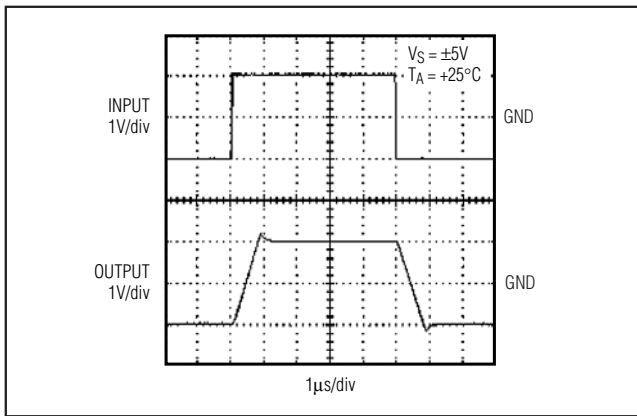 V_S = ±5V
T_A = +25°C
INPUT
1V/div
GND
OUTPUT
1V/div
GND
1µs/div